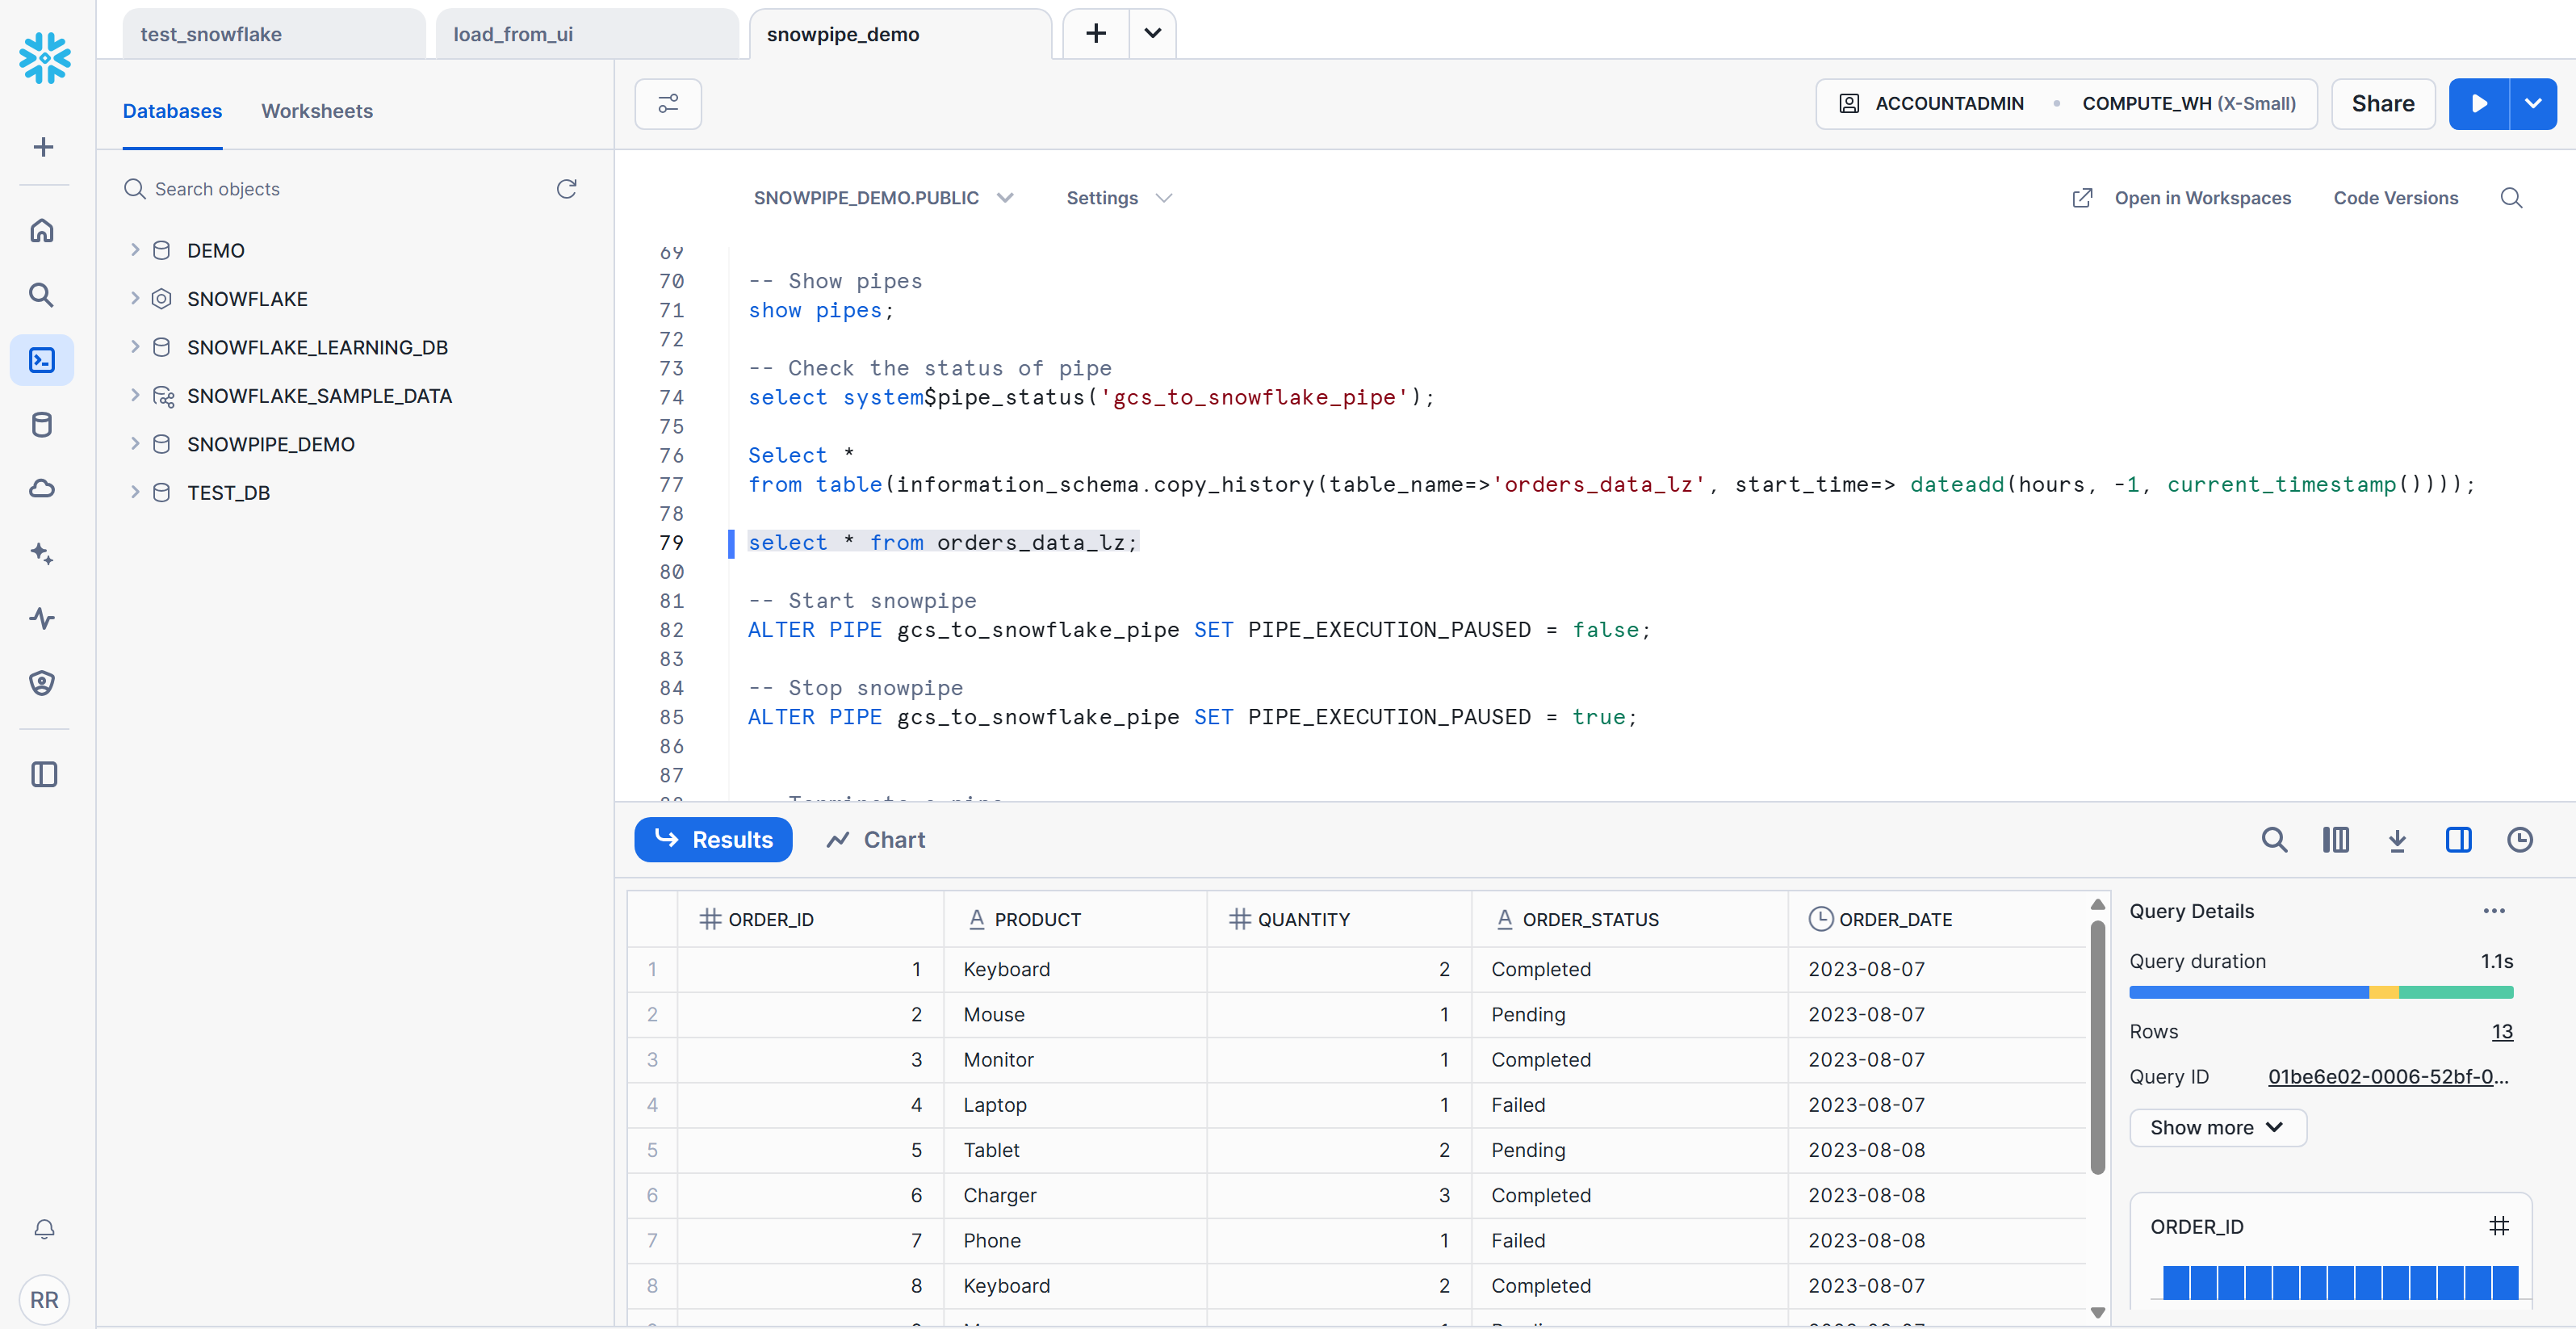 test_snowflake
load_from_ui
snowpipe_demo
Databases
Worksheets
ACCOUNTADMIN
COMPUTE_WH (X-Small)
Share
Search objects
DEMO
SNOWFLAKE
SNOWFLAKE_LEARNING_DB
SNOWFLAKE_SAMPLE_DATA
SNOWPIPE_DEMO
TEST_DB
RR
SNOWPIPE_DEMO.PUBLIC
Settings
Open in Workspaces
Code Versions
69
70 -- Show pipes
71 show pipes;
72
73 -- Check the status of pipe
74 select system$pipe_status('gcs_to_snowflake_pipe');
75
76 Select *
77 from table(information_schema.copy_history(table_name=>'orders_data_lz', start_time=> dateadd(hours, -1, current_timestamp())));
78
79 select * from orders_data_lz;
80
81 -- Start snowpipe
82 ALTER PIPE gcs_to_snowflake_pipe SET PIPE_EXECUTION_PAUSED = false;
83
84 -- Stop snowpipe
85 ALTER PIPE gcs_to_snowflake_pipe SET PIPE_EXECUTION_PAUSED = true;
86
87
Results
Chart
ORDER_ID PRODUCT QUANTITY ORDER_STATUS ORDER_DATE
1 1 Keyboard 2 Completed 2023-08-07
2 2 Mouse 1 Pending 2023-08-07
3 3 Monitor 1 Completed 2023-08-07
4 4 Laptop 1 Failed 2023-08-07
5 5 Tablet 2 Pending 2023-08-08
6 6 Charger 3 Completed 2023-08-08
7 7 Phone 1 Failed 2023-08-08
8 8 Keyboard 2 Completed 2023-08-07
Query Details
Query duration 1.1s
Rows 13
Query ID 01be6e02-0006-52bf-0...
Show more
ORDER_ID